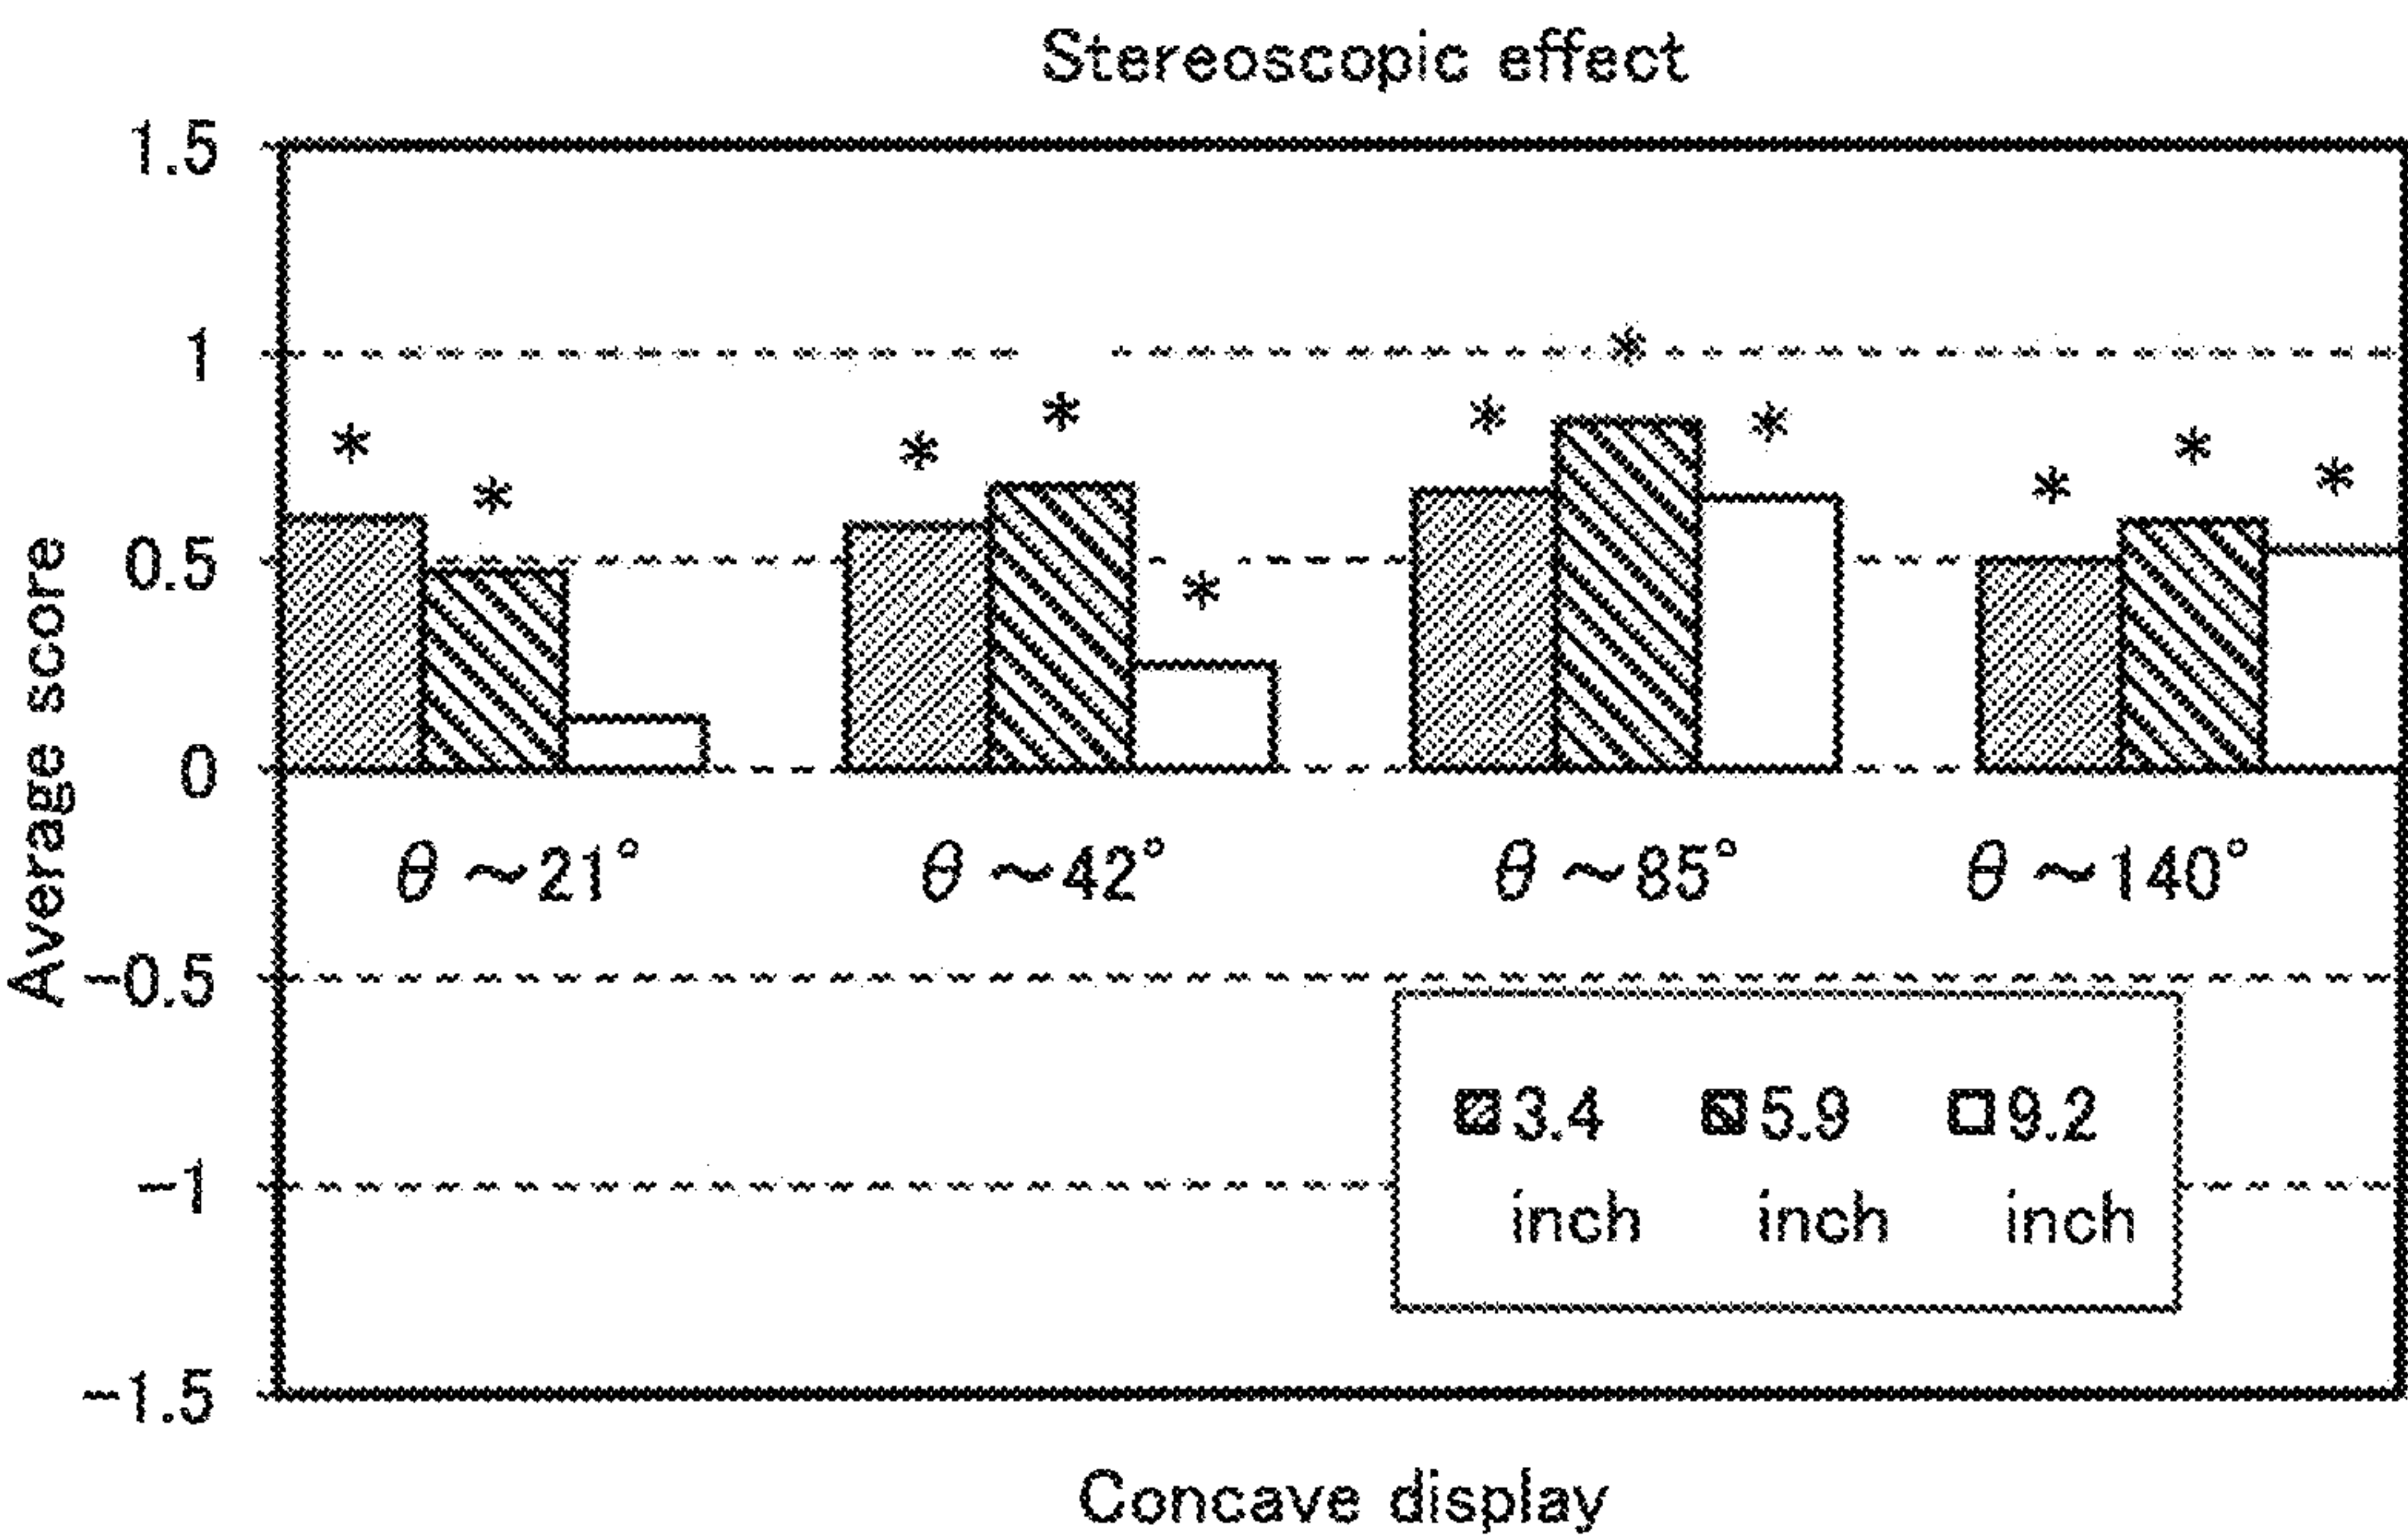 Stereoscopic effect
1.5
1
0.5
0
-0.5
-1
-1.5
Average score
*
*
*
*
*
*
*
*
*
*
*
θ ~21°
θ ~42°
θ ~85°
θ ~140°
3.4 inch
5.9 inch
9.2 inch
Concave display